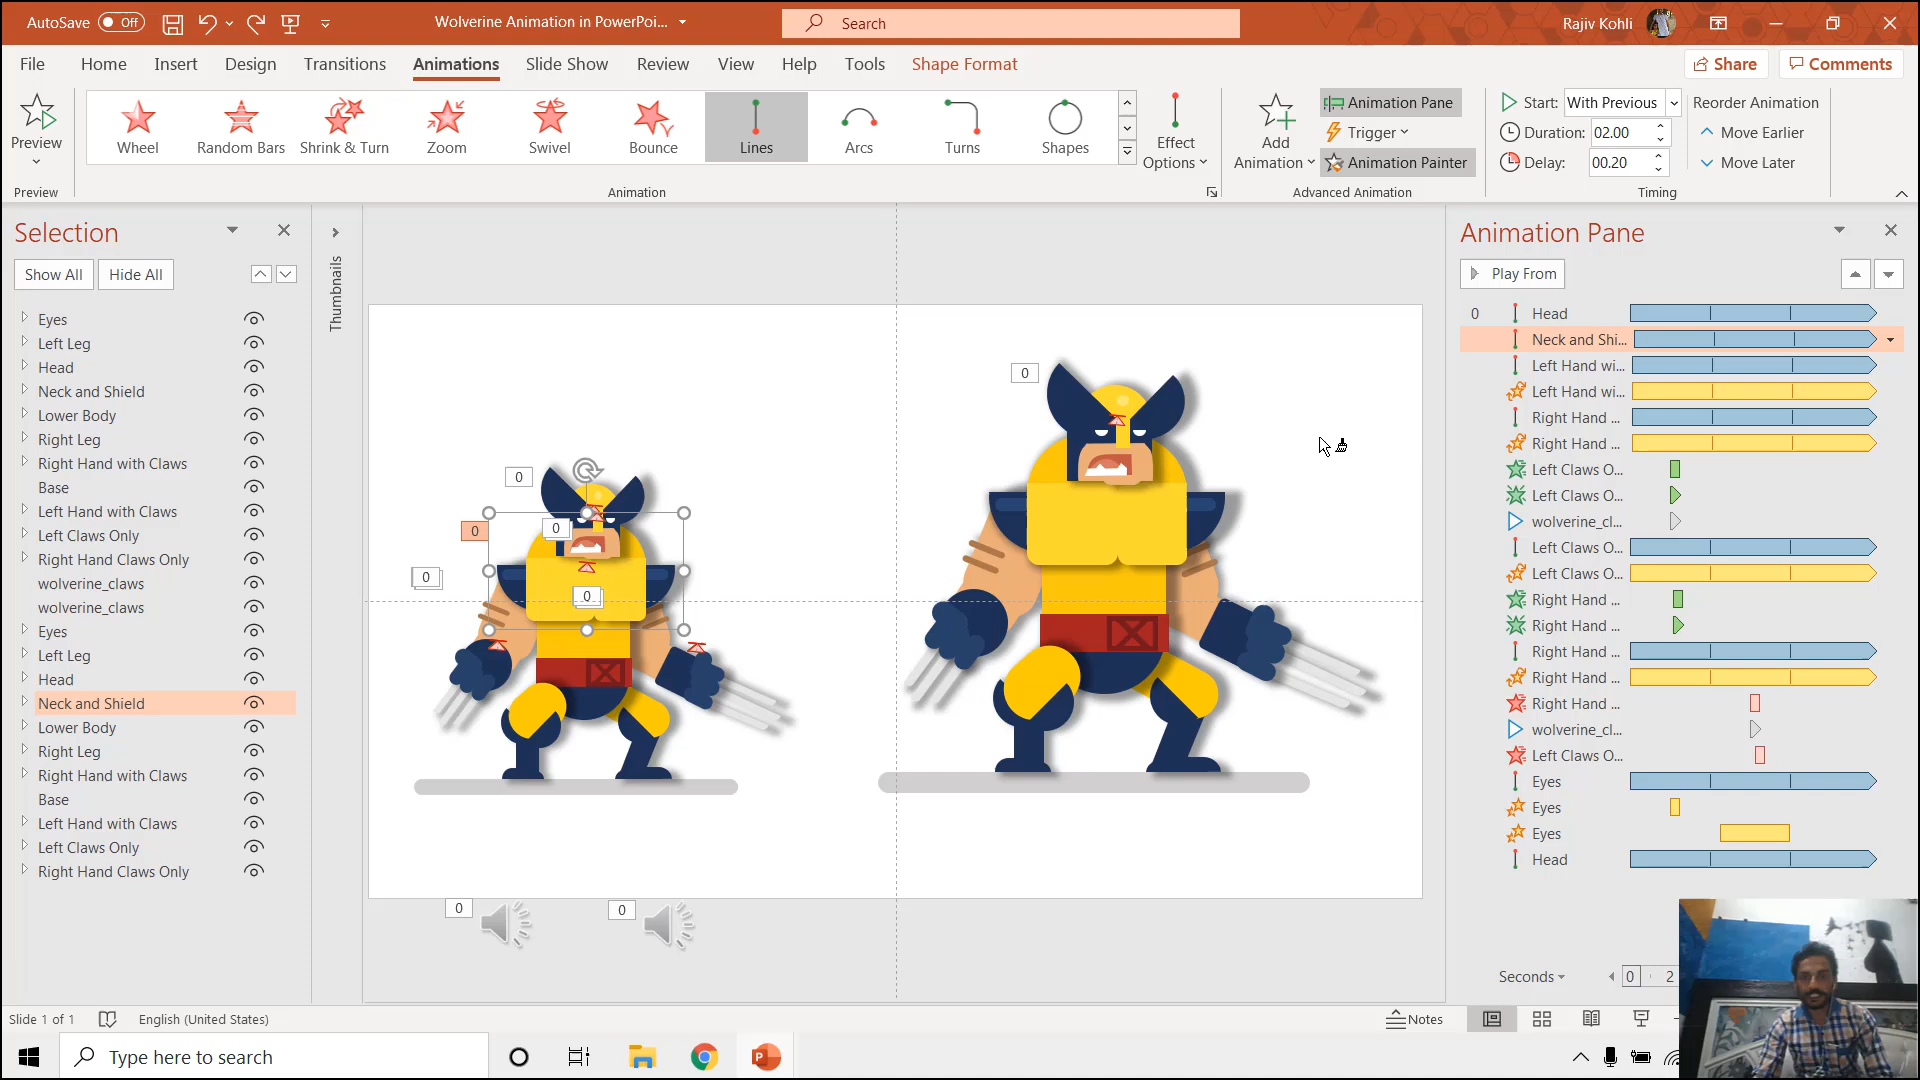 AutoSave Off Wolverine Animation in PowerPoi... Search Rajiv Kohli
File Home Insert Design Transitions Animations Slide Show Review View Help Tools Shape Format Share Comments
Preview
Wheel Random Bars Shrink & Turn Zoom Swivel Bounce Lines Arcs Turns Shapes
Effect Options
Add Animation
Animation Pane
Trigger
Animation Painter
Start: With Previous
Duration: 02.00
Delay: 00.20
Reorder Animation
Move Earlier
Move Later
Preview Animation Advanced Animation Timing
Selection
Show All Hide All
Eyes
Left Leg
Head
Neck and Shield
Lower Body
Right Leg
Right Hand with Claws
Base
Left Hand with Claws
Left Claws Only
Right Hand Claws Only
wolverine_claws
wolverine_claws
Eyes
Left Leg
Head
Neck and Shield
Lower Body
Right Leg
Right Hand with Claws
Base
Left Hand with Claws
Left Claws Only
Right Hand Claws Only
Thumbnails
0
0
0
0
0
0
0 0
Animation Pane
Play From
0 Head
Neck and Shi...
Left Hand wi...
Left Hand wi...
Right Hand ...
Right Hand ...
Left Claws O...
Left Claws O...
wolverine_cl...
Left Claws O...
Left Claws O...
Right Hand ...
Right Hand ...
Right Hand ...
Right Hand ...
Right Hand ...
wolverine_cl...
Left Claws O...
Eyes
Eyes
Eyes
Head
Seconds 0 2
Slide 1 of 1 English (United States) Notes
Type here to search